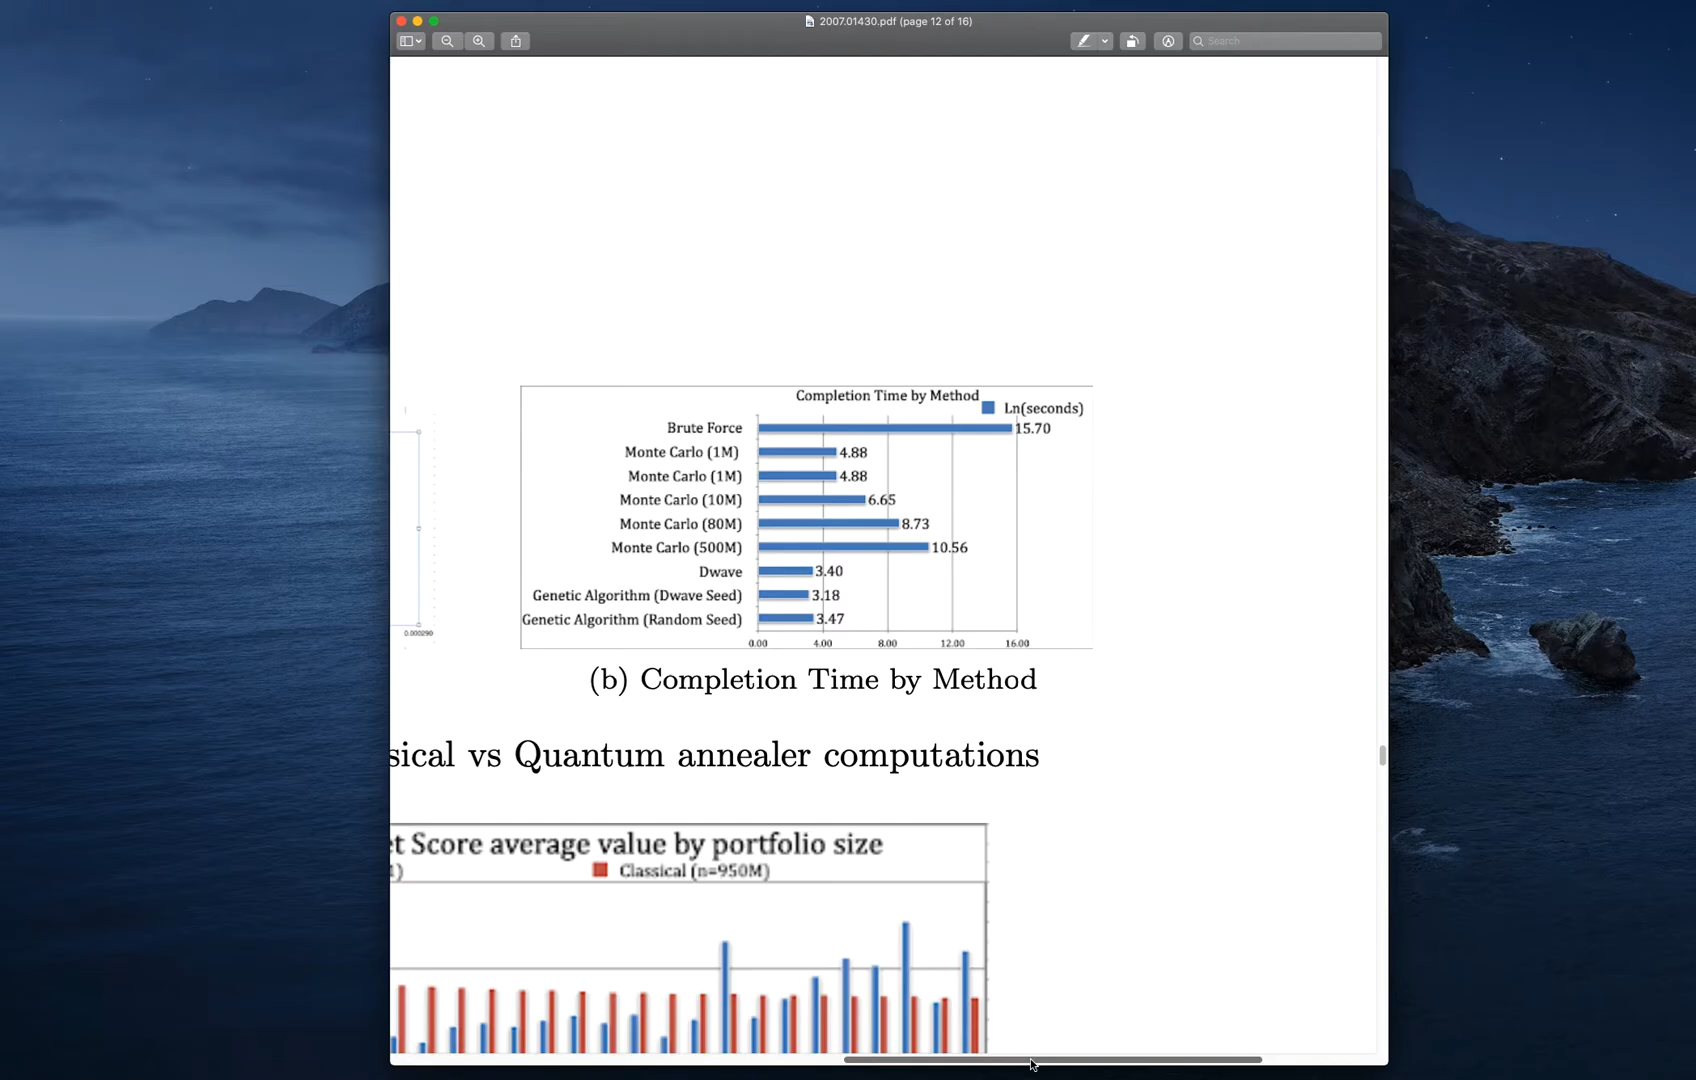 2007.01430.pdf (page 12 of 16)
Search
Completion Time by Method
Ln(seconds)
Brute Force 15.70
Monte Carlo (1M) 4.88
Monte Carlo (1M) 4.88
Monte Carlo (10M) 6.65
Monte Carlo (80M) 8.73
Monte Carlo (500M) 10.56
Dwave 3.40
Genetic Algorithm (Dwave Seed) 3.18
Genetic Algorithm (Random Seed) 3.47
0.000290
0.00 4.00 8.00 12.00 16.00
(b) Completion Time by Method
sical vs Quantum annealer computations
t Score average value by portfolio size
) Classical (n=950M)